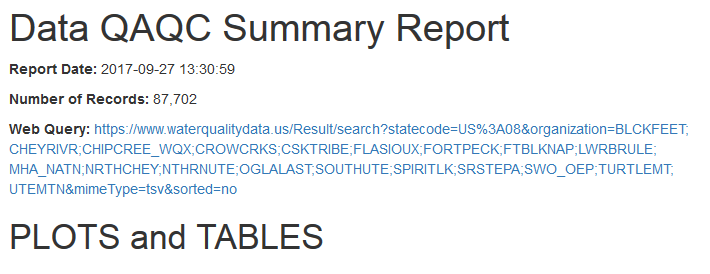 Data QAQC Summary Report
Report Date: 2017-09-27 13:30:59
Number of Records: 87,702
Web Query: https://www.waterqualitydata.us/Result/search?statecode=US%3A08&organization=BLCKFEET;
CHEYRIVR;CHIPCREE_WQX;CROWCRKS;CSKTRIBE;FLASIOUX;FORTPECK;FTBLKNAP;LWRBRULE;
MHA_NATN;NRTHCHEY;NTHRNUTE;OGLALAST;SOUTHUTE;SPIRITLK;SRSTEPA;SWO_OEP;TURTLEMT;
UTEMTN&mimeType=tsv&sorted=no
PLOTS and TABLES